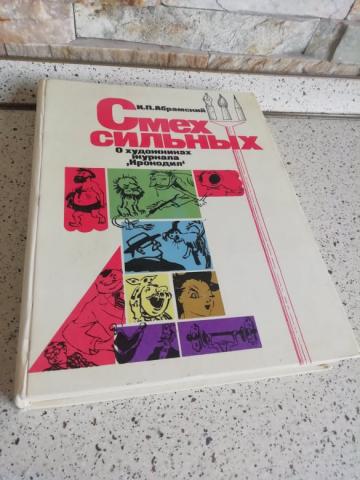 И.П.Абрамский
Смех
сильных
О художниках
журнала
„Крокодил‘